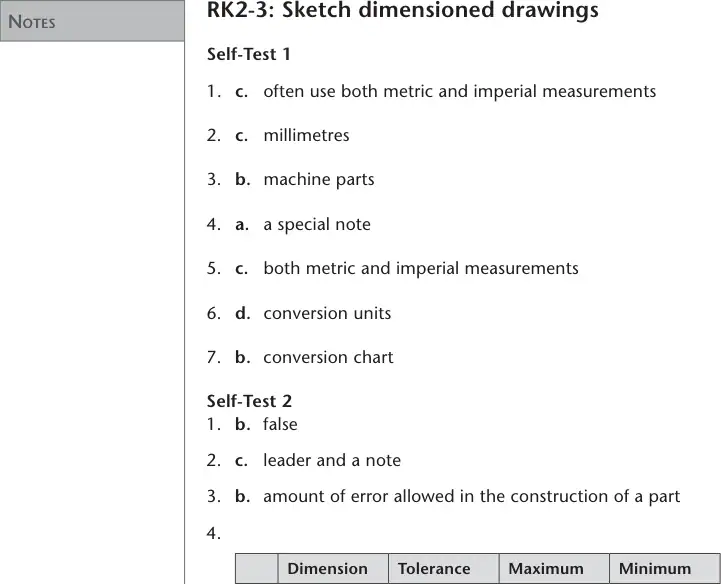 NOTES
RK2-3: Sketch dimensioned drawings
Self-Test 1
1. c. often use both metric and imperial measurements
2. c. millimetres
3. b. machine parts
4. a. a special note
5. c. both metric and imperial measurements
6. d. conversion units
7. b. conversion chart
Self-Test 2
1. b. false
2. c. leader and a note
3. b. amount of error allowed in the construction of a part
4.
Dimension Tolerance Maximum Minimum